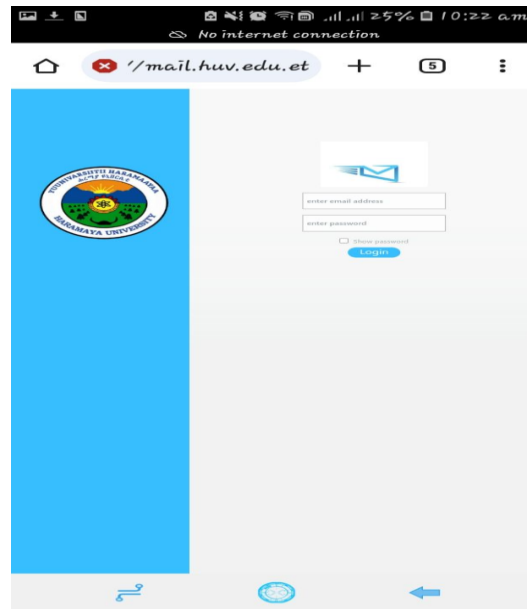 25% 10:22 am
No internet connection
'/mail.huv.edu.et
5
HARAMAYA UNIVERSITY
enter email address
enter password
Show password
Login